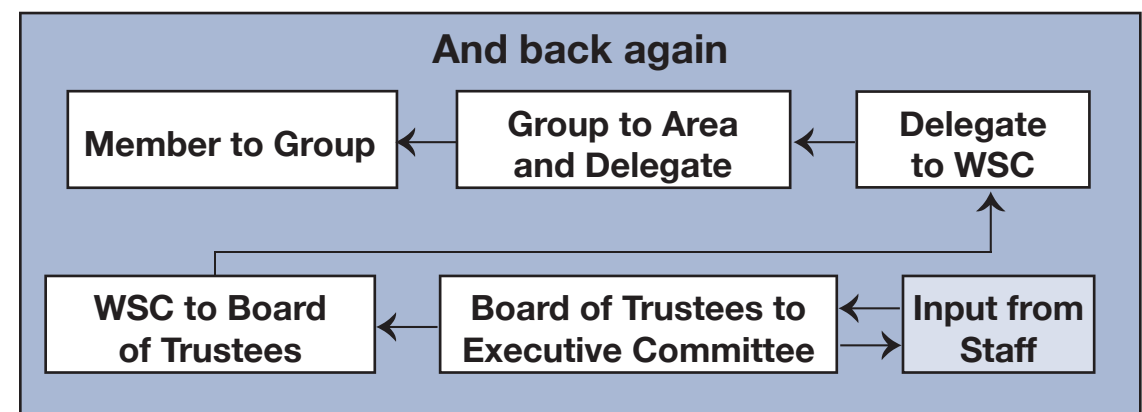 And back again
Member to Group
Group to Area
and Delegate
Delegate
to WSC
WSC to Board
of Trustees
Board of Trustees to
Executive Committee
Input from
Staff